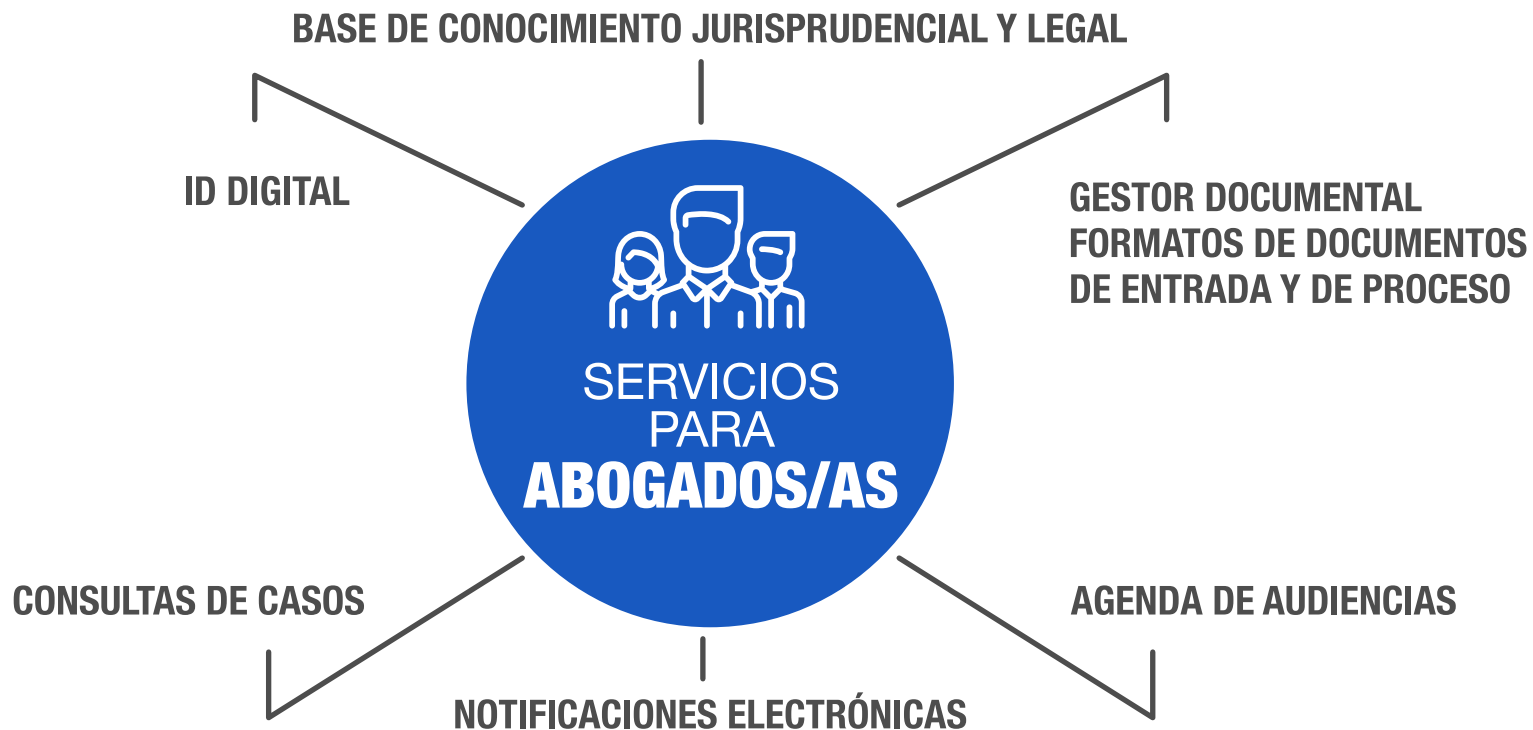 BASE DE CONOCIMIENTO JURISPRUDENCIAL Y LEGAL
ID DIGITAL
GESTOR DOCUMENTAL
FORMATOS DE DOCUMENTOS
DE ENTRADA Y DE PROCESO
SERVICIOS
PARA
ABOGADOS/AS
CONSULTAS DE CASOS
AGENDA DE AUDIENCIAS
NOTIFICACIONES ELECTRÓNICAS